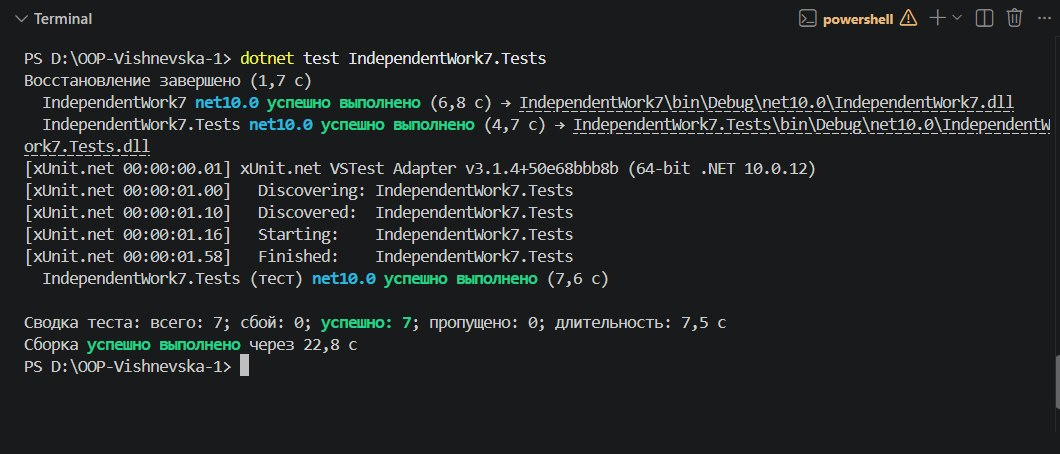 Terminal
powershell
PS D:\OOP-Vishnevska-1> dotnet test IndependentWork7.Tests
Восстановление завершено (1,7 с)
  IndependentWork7 net10.0 успешно выполнено (6,8 с) → IndependentWork7\bin\Debug\net10.0\IndependentWork7.dll
  IndependentWork7.Tests net10.0 успешно выполнено (4,7 с) → IndependentWork7.Tests\bin\Debug\net10.0\IndependentW
ork7.Tests.dll
[xUnit.net 00:00:00.01] xUnit.net VSTest Adapter v3.1.4+50e68bbb8b (64-bit .NET 10.0.12)
[xUnit.net 00:00:01.00]   Discovering: IndependentWork7.Tests
[xUnit.net 00:00:01.10]   Discovered:  IndependentWork7.Tests
[xUnit.net 00:00:01.16]   Starting:    IndependentWork7.Tests
[xUnit.net 00:00:01.58]   Finished:    IndependentWork7.Tests
  IndependentWork7.Tests (тест) net10.0 успешно выполнено (7,6 с)
Сводка теста: всего: 7; сбой: 0; успешно: 7; пропущено: 0; длительность: 7,5 с
Сборка успешно выполнено через 22,8 с
PS D:\OOP-Vishnevska-1>